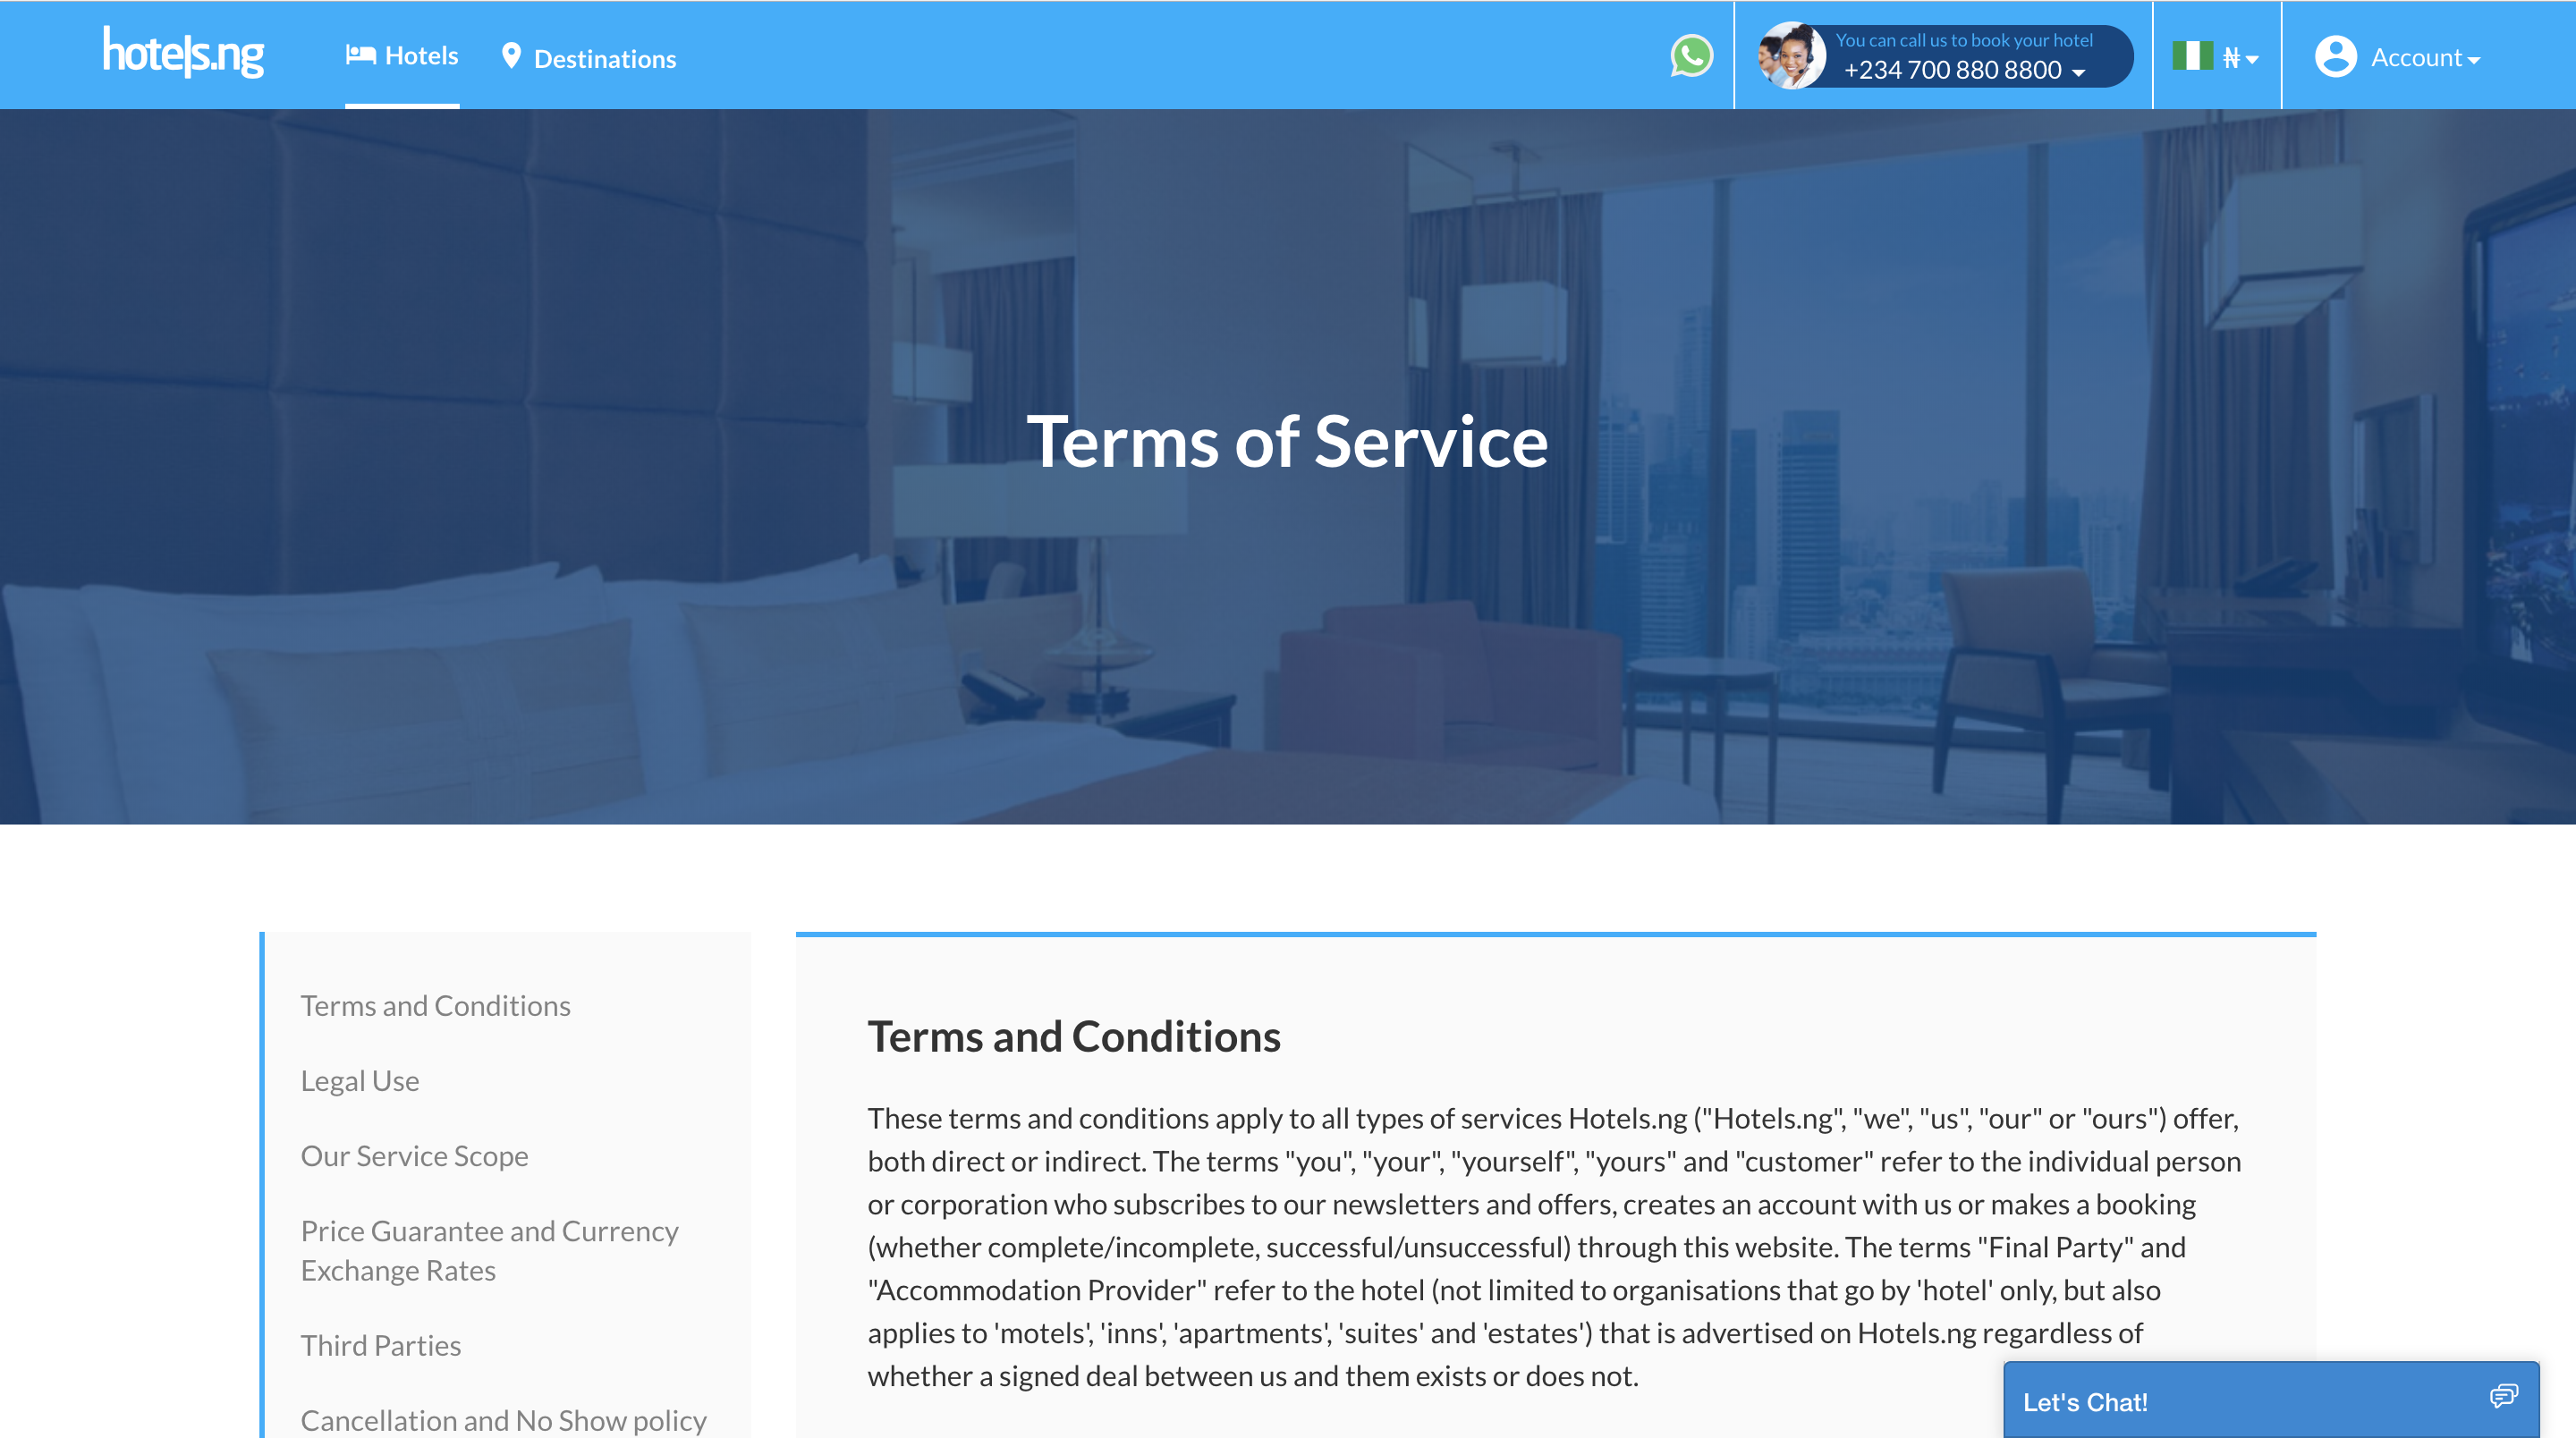 hotels.ng
Hotels
Destinations
You can call us to book your hotel
+234 700 880 8800
₦
Account
Terms of Service
Terms and Conditions
Legal Use
Our Service Scope
Price Guarantee and Currency
Exchange Rates
Third Parties
Cancellation and No Show policy
Terms and Conditions
These terms and conditions apply to all types of services Hotels.ng ("Hotels.ng", "we", "us", "our" or "ours") offer,
both direct or indirect. The terms "you", "your", "yourself", "yours" and "customer" refer to the individual person
or corporation who subscribes to our newsletters and offers, creates an account with us or makes a booking
(whether complete/incomplete, successful/unsuccessful) through this website. The terms "Final Party" and
"Accommodation Provider" refer to the hotel (not limited to organisations that go by 'hotel' only, but also
applies to 'motels', 'inns', 'apartments', 'suites' and 'estates') that is advertised on Hotels.ng regardless of
whether a signed deal between us and them exists or does not.
Let's Chat!